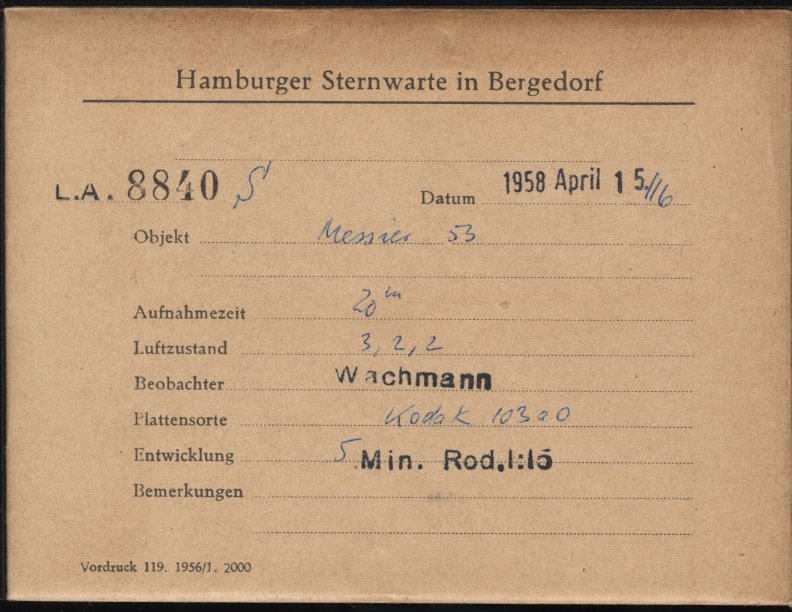 Hamburger Sternwarte in Bergedorf
L.A. 8840 S
Datum 1958 April 15./16
Objekt Messier 53
Aufnahmezeit 20 m
Luftzustand 3, 2, 2
Beobachter Wachmann
Plattensorte Kodak 103a0
Entwicklung 5 Min. Rod.1:15
Bemerkungen
Vordruck 119. 1956/1. 2000